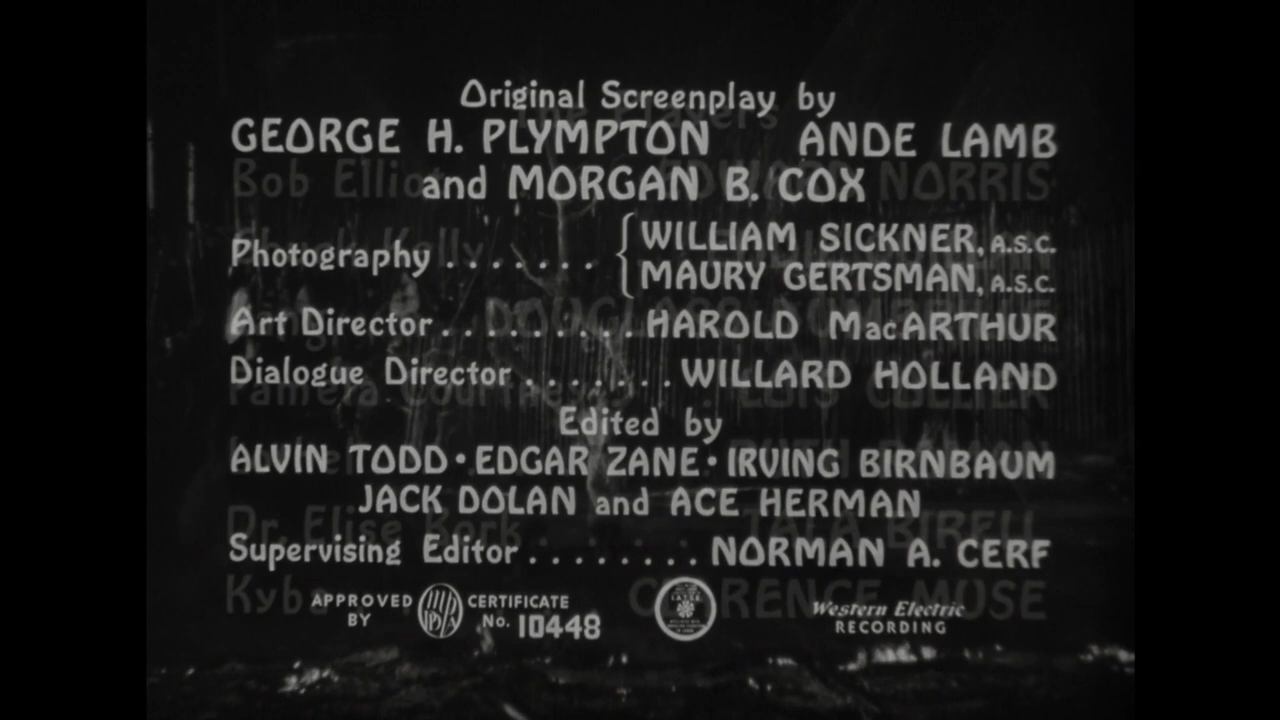 Original Screenplay by
GEORGE H. PLYMPTON ANDE LAMB
and MORGAN B. COX
Photography . . . . . . . { WILLIAM SICKNER, A.S.C.
MAURY GERTSMAN, A.S.C.
Art Director . . . . . . . . . HAROLD MacARTHUR
Dialogue Director . . . . . . . WILLARD HOLLAND
Edited by
ALVIN TODD • EDGAR ZANE • IRVING BIRNBAUM
JACK DOLAN and ACE HERMAN
Supervising Editor . . . . . . . . NORMAN A. CERF
APPROVED BY
CERTIFICATE No. 10448
Western Electric
RECORDING